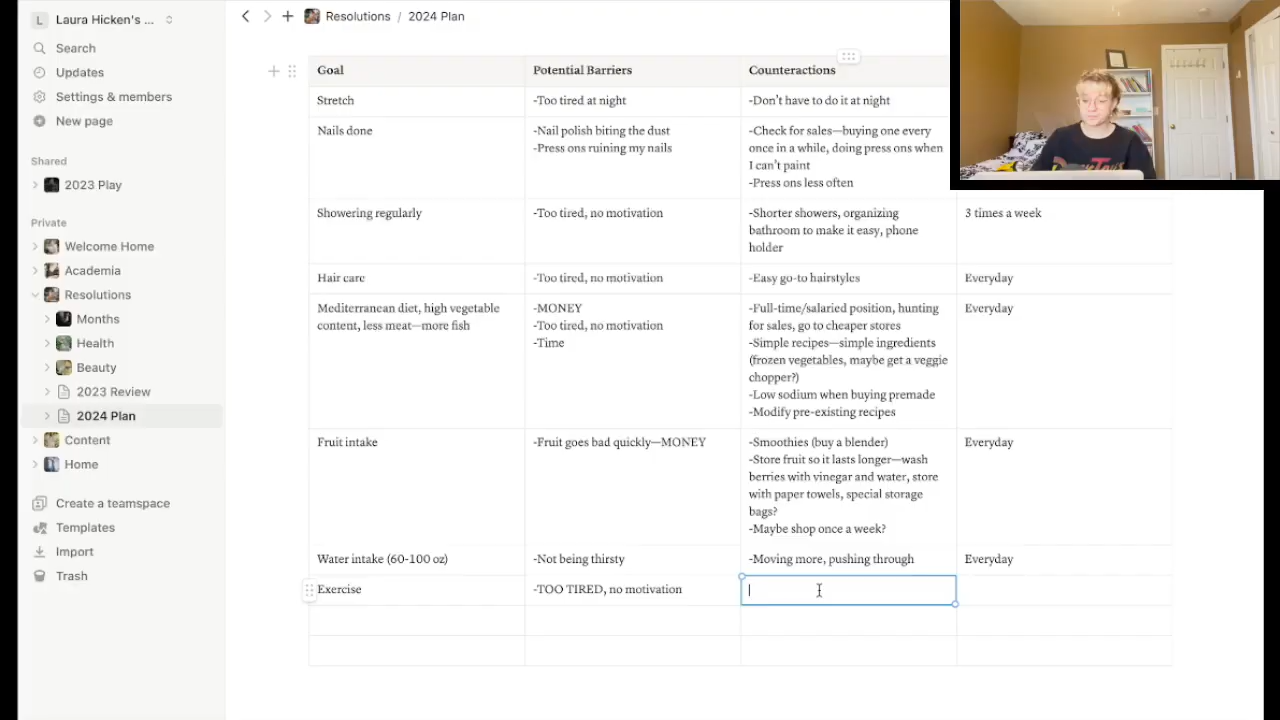 L Laura Hicken's ...
Search
Updates
Settings & members
New page
Shared
2023 Play
Private
Welcome Home
Academia
Resolutions
Months
Health
Beauty
2023 Review
2024 Plan
Content
Home
Create a teamspace
Templates
Import
Trash
Resolutions / 2024 Plan
Goal
Potential Barriers
Counteractions
Stretch
-Too tired at night
-Don't have to do it at night
Nails done
-Nail polish biting the dust
-Press ons ruining my nails
-Check for sales—buying one every
once in a while, doing press ons when
I can't paint
-Press ons less often
Showering regularly
-Too tired, no motivation
-Shorter showers, organizing
bathroom to make it easy, phone
holder
3 times a week
Hair care
-Too tired, no motivation
-Easy go-to hairstyles
Everyday
Mediterranean diet, high vegetable
content, less meat—more fish
-MONEY
-Too tired, no motivation
-Time
-Full-time/salaried position, hunting
for sales, go to cheaper stores
-Simple recipes—simple ingredients
(frozen vegetables, maybe get a veggie
chopper?)
-Low sodium when buying premade
-Modify pre-existing recipes
Everyday
Fruit intake
-Fruit goes bad quickly—MONEY
-Smoothies (buy a blender)
-Store fruit so it lasts longer—wash
berries with vinegar and water, store
with paper towels, special storage
bags?
-Maybe shop once a week?
Everyday
Water intake (60-100 oz)
-Not being thirsty
-Moving more, pushing through
Everyday
Exercise
-TOO TIRED, no motivation